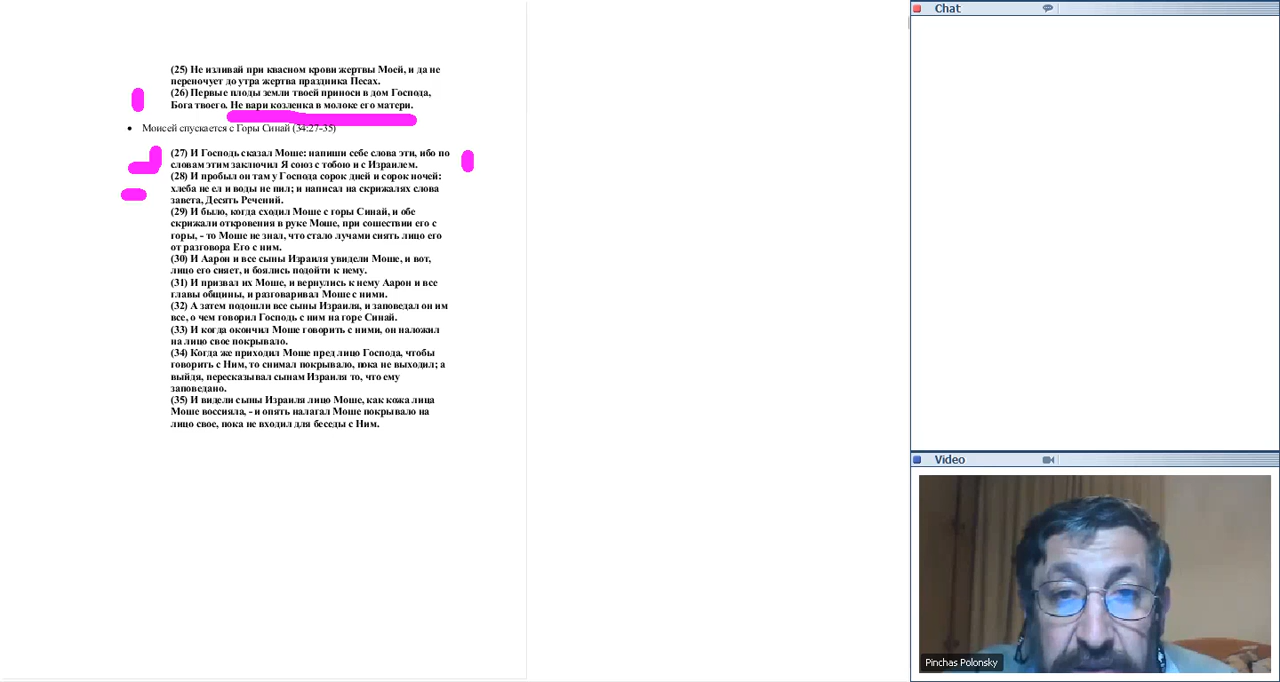 (25) Не изливай при квасном крови жертвы Моей, и да не
переночует до утра жертва праздника Песах.
(26) Первые плоды земли твоей приноси в дом Господа,
Бога твоего. Не вари козленка в молоке его матери.
• Моисей спускается с Горы Синай (34:27-35)
(27) И Господь сказал Моше: напиши себе слова эти, ибо по
словам этим заключил Я союз с тобою и с Израилем.
(28) И пробыл он там у Господа сорок дней и сорок ночей:
хлеба не ел и воды не пил; и написал на скрижалях слова
завета, Десять Речений.
(29) И было, когда сходил Моше с горы Синай, и обе
скрижали откровения в руке Моше, при сошествии его с
горы, - то Моше не знал, что стало лучами сиять лицо его
от разговора Его с ним.
(30) И Аарон и все сыны Израиля увидели Моше, и вот,
лицо его сияет, и боялись подойти к нему.
(31) И призвал их Моше, и вернулись к нему Аарон и все
главы общины, и разговаривал Моше с ними.
(32) А затем подошли все сыны Израиля, и заповедал он им
все, о чем говорил Господь с ним на горе Синай.
(33) И когда окончил Моше говорить с ними, он наложил
на лицо свое покрывало.
(34) Когда же приходил Моше пред лицо Господа, чтобы
говорить с Ним, то снимал покрывало, пока не выходил; а
выйдя, пересказывал сынам Израиля то, что ему
заповедано.
(35) И видели сыны Израиля лицо Моше, как кожа лица
Моше воссияла, - и опять налагал Моше покрывало на
лицо свое, пока не входил для беседы с Ним.
Chat
Video
Pinchas Polonsky